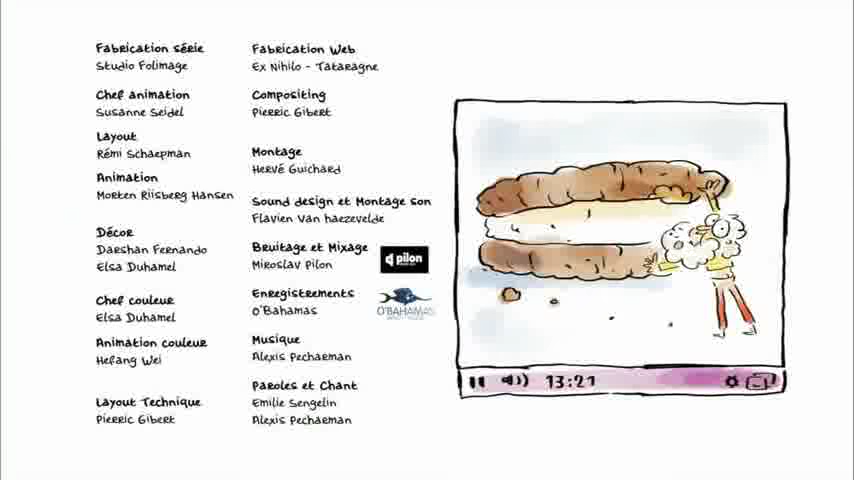 Fabrication série
Studio Folimage
Chef animation
Susanne Seidel
Layout
Rémi Schaepman
Animation
Morten Riisberg Hansen
Décor
Darshan Fernando
Elsa Duhamel
Chef couleur
Elsa Duhamel
Animation couleur
Hefang Wei
Layout Technique
Pierric Gibert
Fabrication Web
Ex Nihilo - Tataragne
Compositing
Pierric Gibert
Montage
Hervé Guichard
Sound design et Montage son
Flavien Van haezevelde
Bruitage et Mixage
Miroslav Pilon
pilon
Enregistrements
O'Bahamas
O'BAHAMAS
Musique
Alexis Pecharman
Paroles et Chant
Emilie Sengelin
Alexis Pecharman
13:21